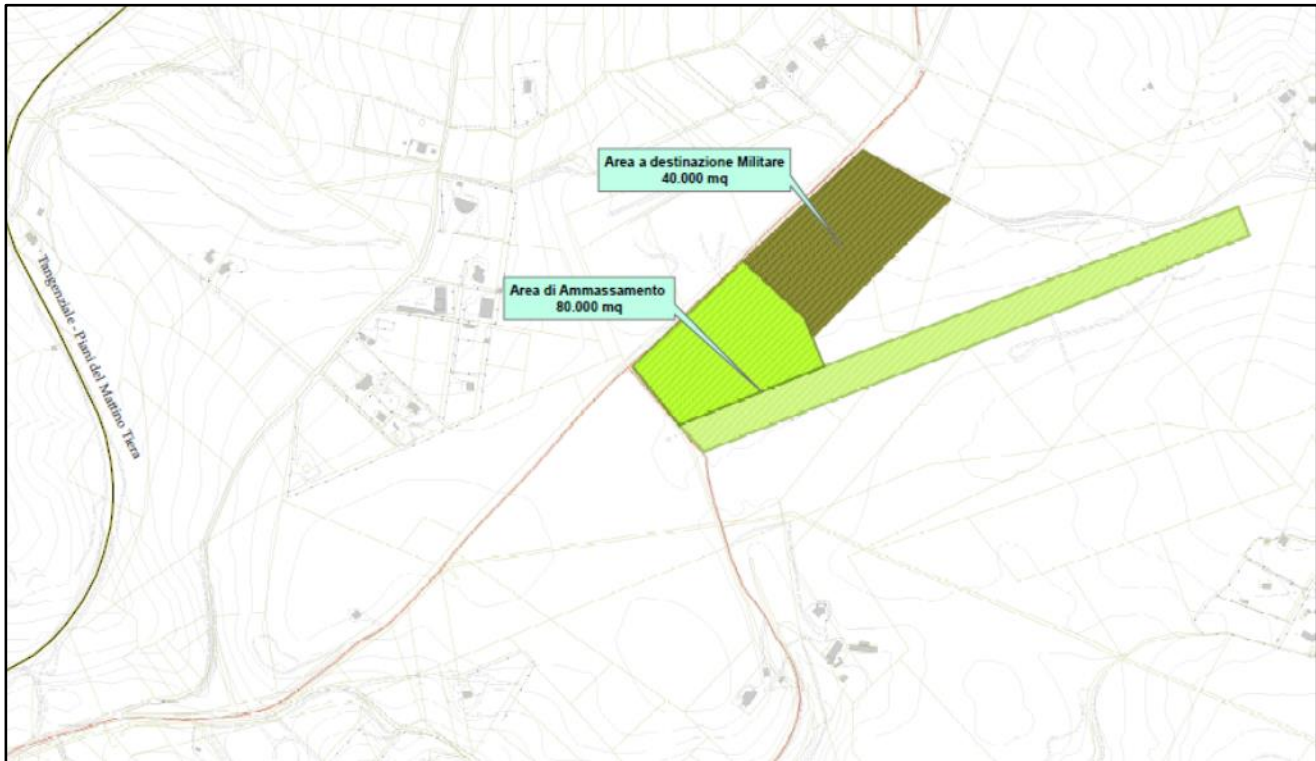 Area a destinazione Militare
40.000 mq
Area di Ammassamento
80.000 mq
Tangenziale - Piani del Mattino Tiera